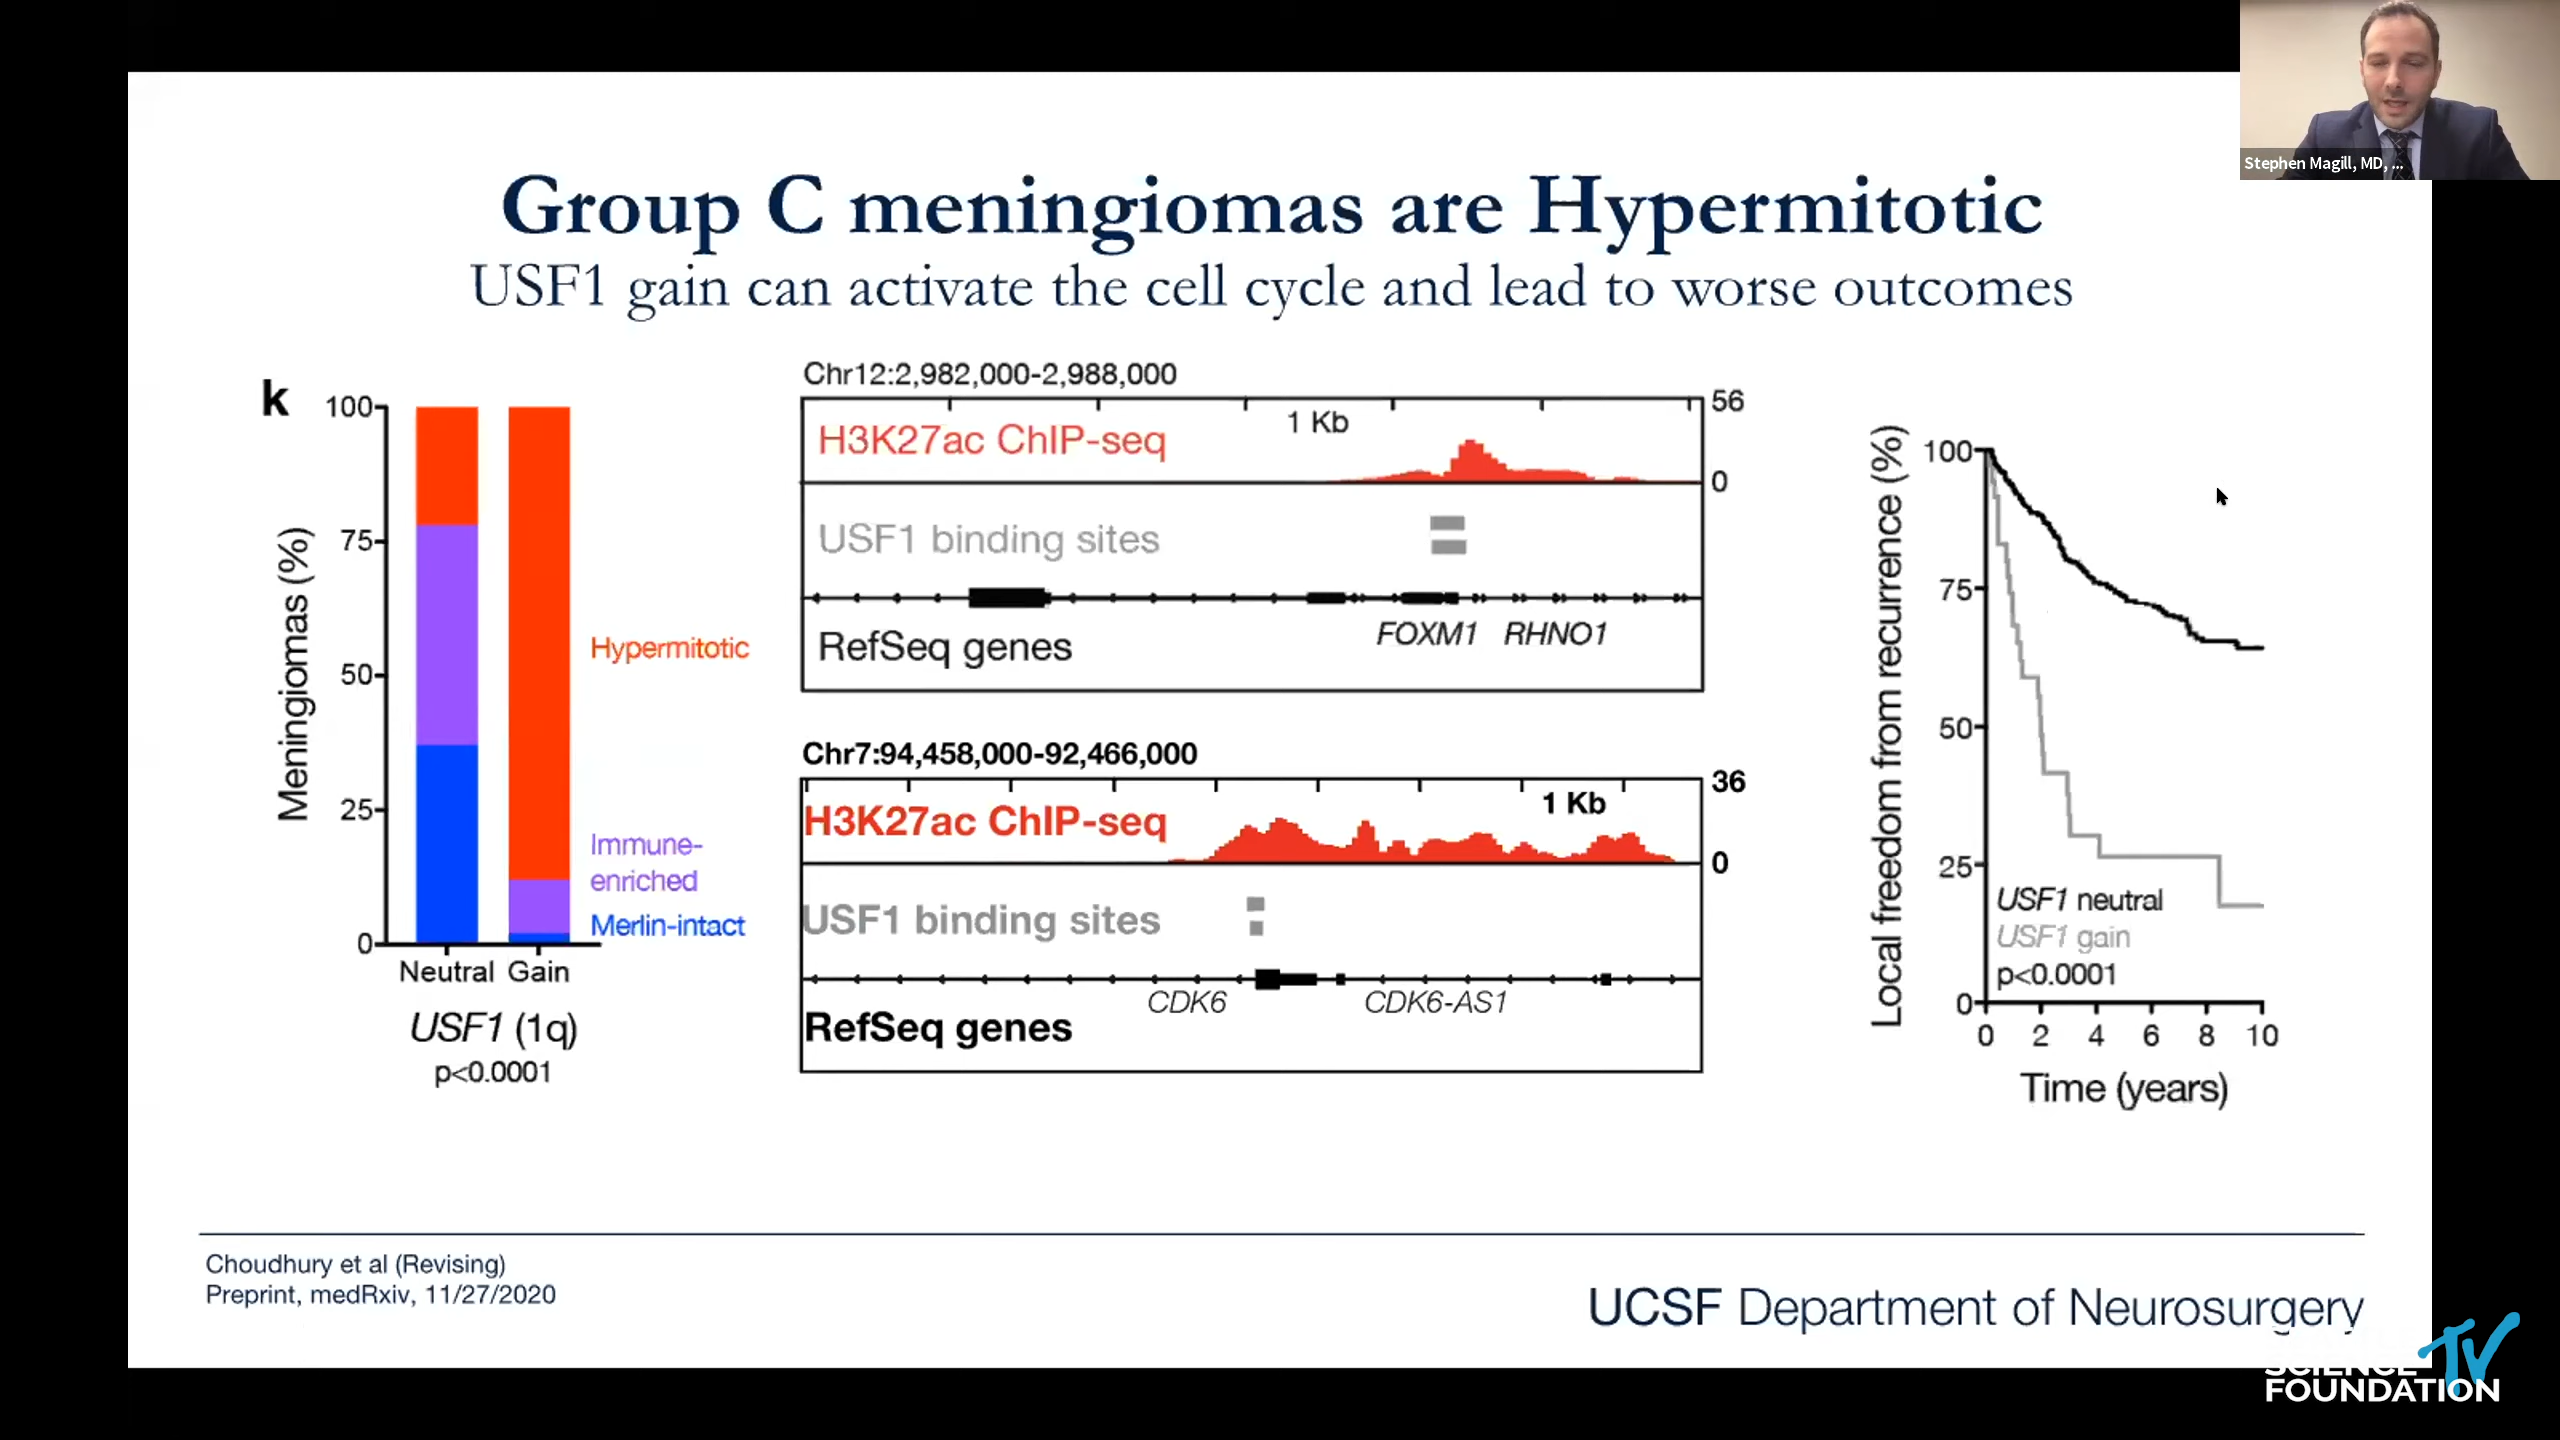 Stephen Magill, MD, ...
Group C meningiomas are Hypermitotic
USF1 gain can activate the cell cycle and lead to worse outcomes
k
Meningiomas (%)
100
75
50
25
0
Hypermitotic
Immune-
enriched
Merlin-intact
Neutral Gain
USF1 (1q)
p<0.0001
Chr12:2,982,000-2,988,000
56
1 Kb
H3K27ac ChIP-seq
0
USF1 binding sites
FOXM1 RHNO1
RefSeq genes
Chr7:94,458,000-92,466,000
36
1 Kb
H3K27ac ChIP-seq
0
USF1 binding sites
CDK6 CDK6-AS1
RefSeq genes
Local freedom from recurrence (%)
100
75
50
25
0
USF1 neutral
USF1 gain
p<0.0001
0 2 4 6 8 10
Time (years)
Choudhury et al (Revising)
Preprint, medRxiv, 11/27/2020
UCSF Department of Neurosurgery
SCIENCE TV
FOUNDATION